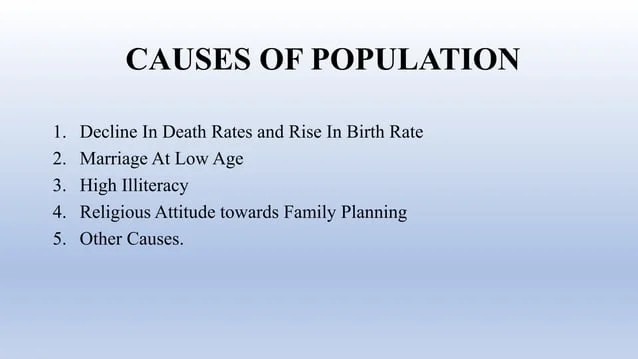 CAUSES OF POPULATION
1. Decline In Death Rates and Rise In Birth Rate
2. Marriage At Low Age
3. High Illiteracy
4. Religious Attitude towards Family Planning
5. Other Causes.